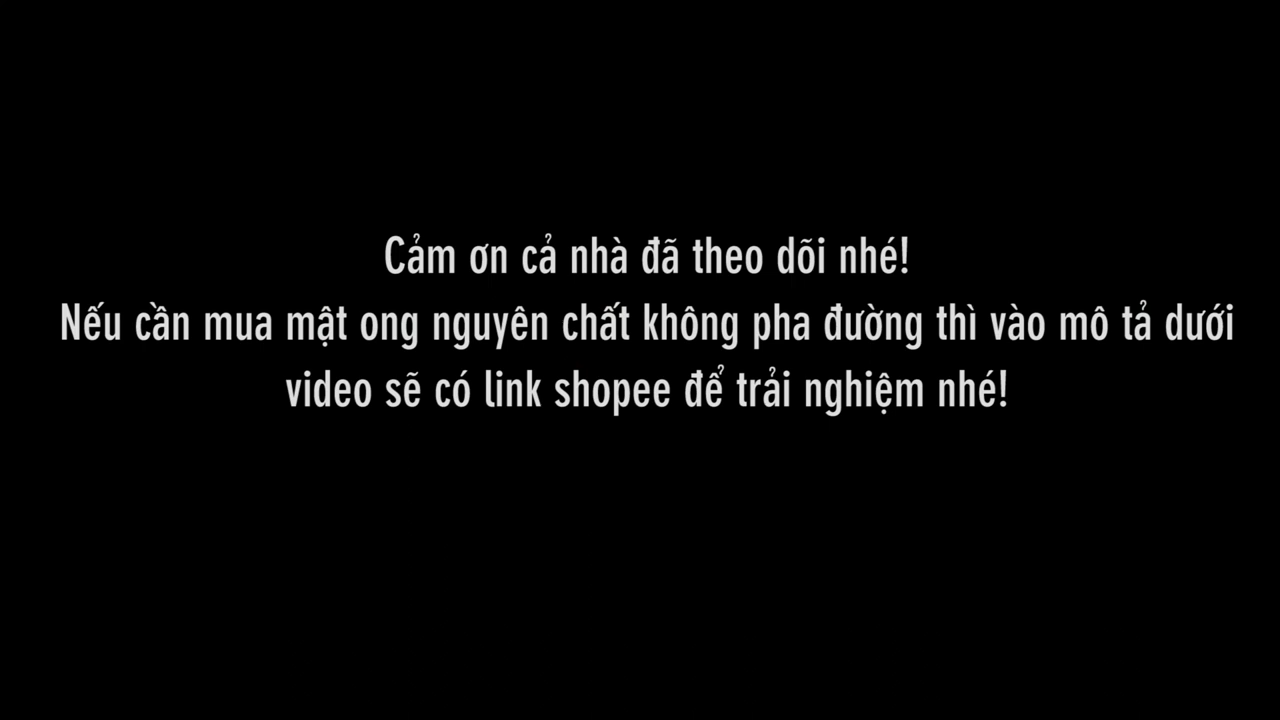 Cảm ơn cả nhà đã theo dõi nhé!
Nếu cần mua mật ong nguyên chất không pha đường thì vào mô tả dưới
video sẽ có link shopee để trải nghiệm nhé!